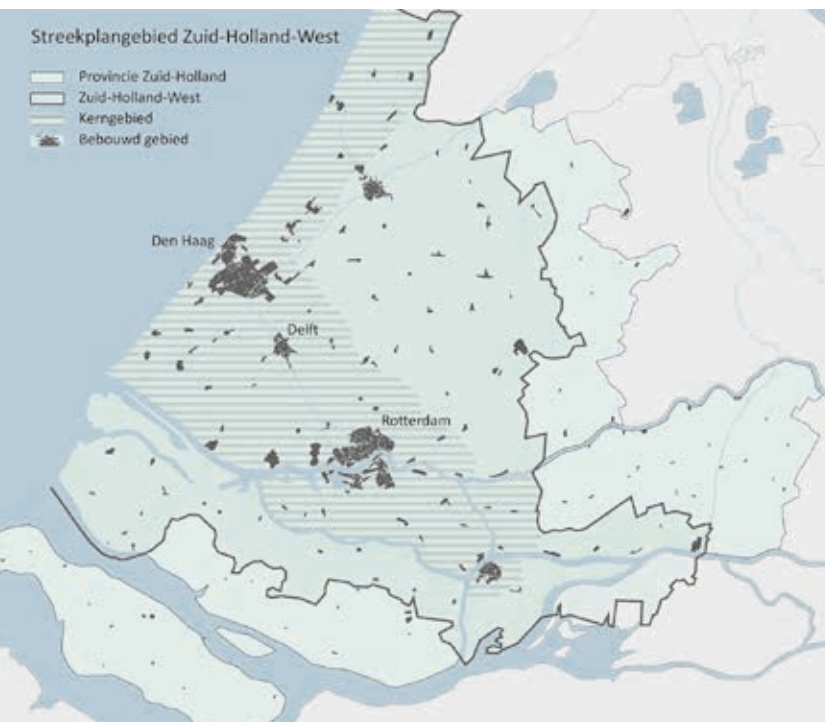 Streekplangebied Zuid-Holland-West
Provincie Zuid-Holland
Zuid-Holland-West
Kerngebied
Bebouwd gebied
Den Haag
Delft
Rotterdam